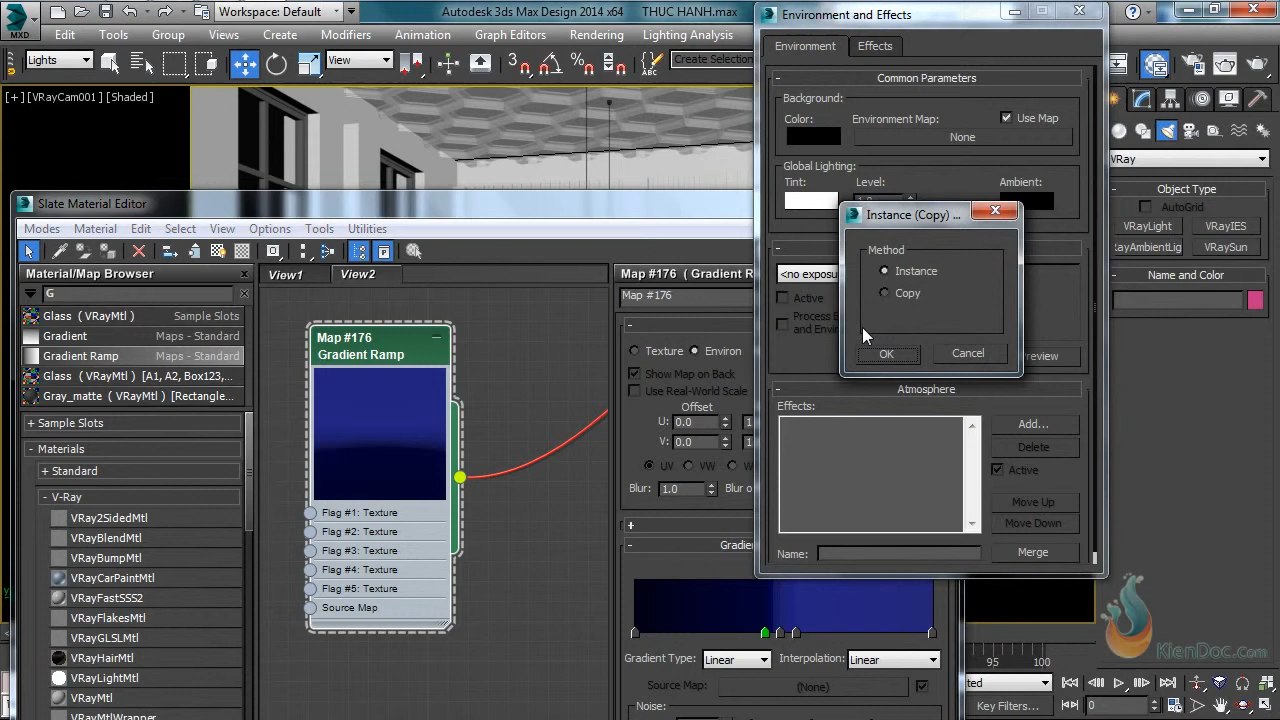 Workspace: Default
Autodesk 3ds Max Design 2014 x64
THUC HANH.max
MXD
Edit Tools Group Views Create Modifiers Animation Graph Editors Rendering Lighting Analysis
Lights
View
Create Selection
[+] [VRayCam001] [Shaded]
Environment and Effects
Environment
Effects
- Common Parameters
Background:
Color:
Environment Map:
Use Map
None
Global Lighting:
Tint:
Level:
Ambient:
Instance (Copy) ...
Method
Instance
Copy
OK
Cancel
Active
Preview
- Atmosphere
Effects:
Add...
Delete
Active
Move Up
Move Down
Name:
Merge
VRay
Object Type
AutoGrid
VRayLight
VRayIES
RayAmbientLig
VRaySun
Name and Color
Slate Material Editor
Modes Material Edit Select View Options Tools Utilities
Material/Map Browser
G
Glass ( VRayMtl ) Sample Slots
Gradient Maps - Standard
Gradient Ramp Maps - Standard
Glass ( VRayMtl ) [A1, A2, Box123,...
Gray_matte ( VRayMtl ) [Rectangle...
+ Sample Slots
- Materials
+ Standard
- V-Ray
VRay2SidedMtl
VRayBlendMtl
VRayBumpMtl
VRayCarPaintMtl
VRayFastSSS2
VRayFlakesMtl
VRayGLSLMtl
VRayHairMtl
VRayLightMtl
VRayMtl
VRayMtlWrapper
View1
View2
Map #176
Gradient Ramp
Flag #1: Texture
Flag #2: Texture
Flag #3: Texture
Flag #4: Texture
Flag #5: Texture
Source Map
Map #176 ( Gradient R
Map #176
Texture
Environ
Show Map on Back
Use Real-World Scale
Offset
U: 0.0
V: 0.0
UV
VW
Blur: 1.0
Blur o
Gradient Type: Linear
Interpolation: Linear
Source Map:
(None)
Noise:
95
100
Key Filters...
0
KienDoc.com